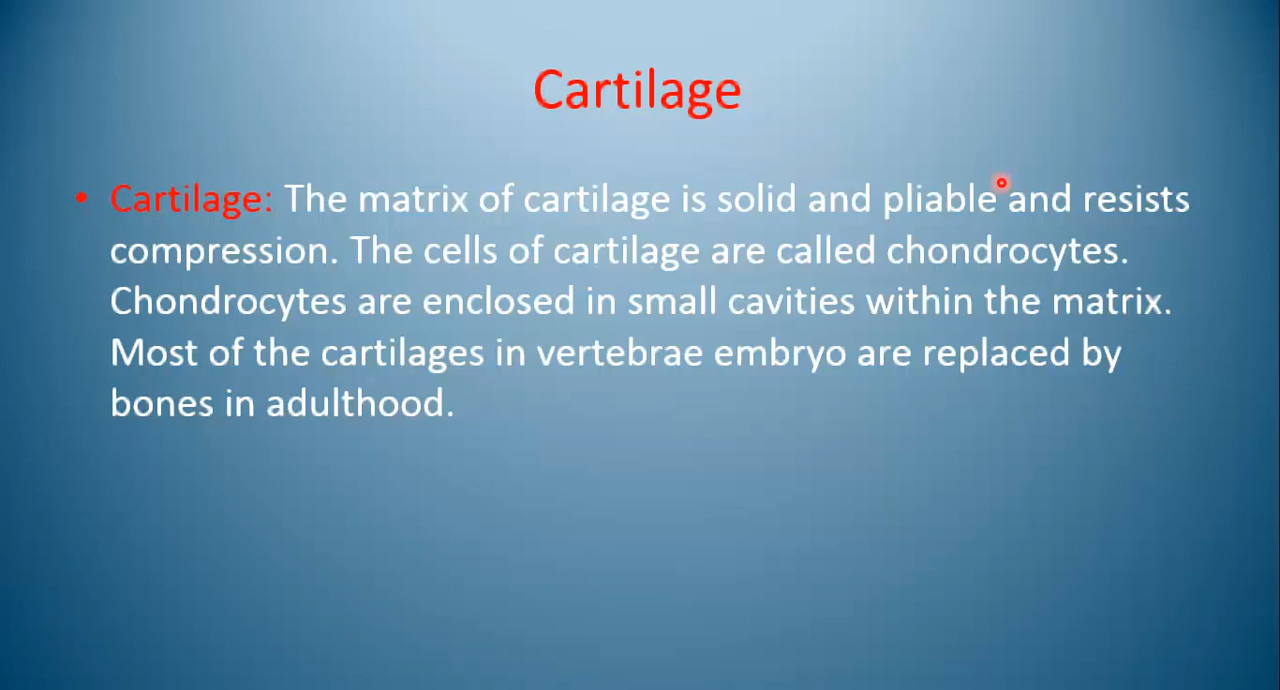 Cartilage
• Cartilage: The matrix of cartilage is solid and pliable and resists
compression. The cells of cartilage are called chondrocytes.
Chondrocytes are enclosed in small cavities within the matrix.
Most of the cartilages in vertebrae embryo are replaced by
bones in adulthood.